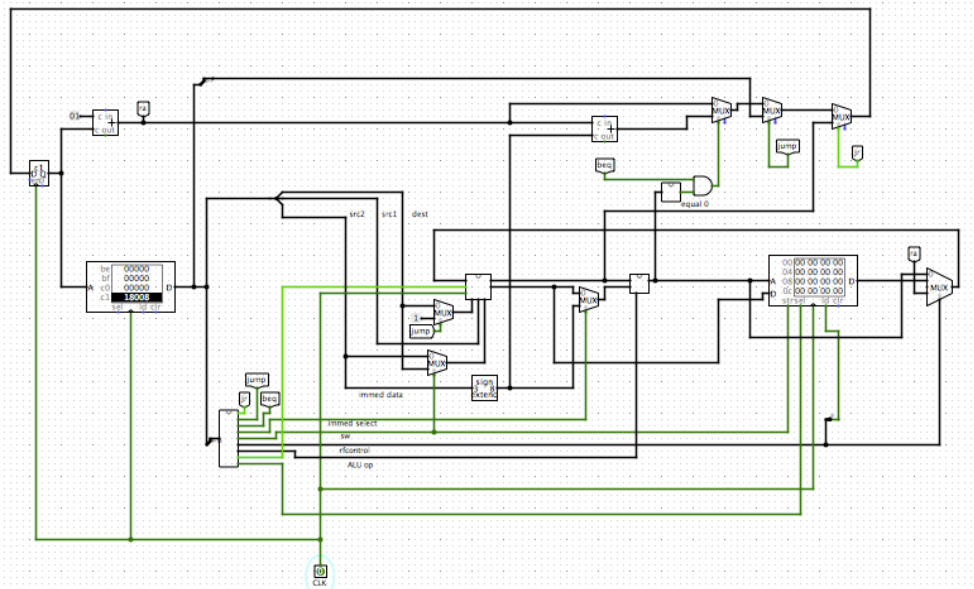 01
c in
c out
ra
c in
c out
MUX
MUX
MUX
jump
jr
beq
equal 0
D Q
src2
src1
dest
be 00000
bf 00000
c0 00000
c1 18008
A
D
sel ld clr
MUX
1
jump
MUX
MUX
sign
extend
immed data
00 00 00 00 00
04 00 00 00 00
08 00 00 00 00
0c 00 00 00 00
A
D
D
str sel ld clr
ra
MUX
jump
jr
beq
immed select
sw
rfcontrol
ALU op
CLK